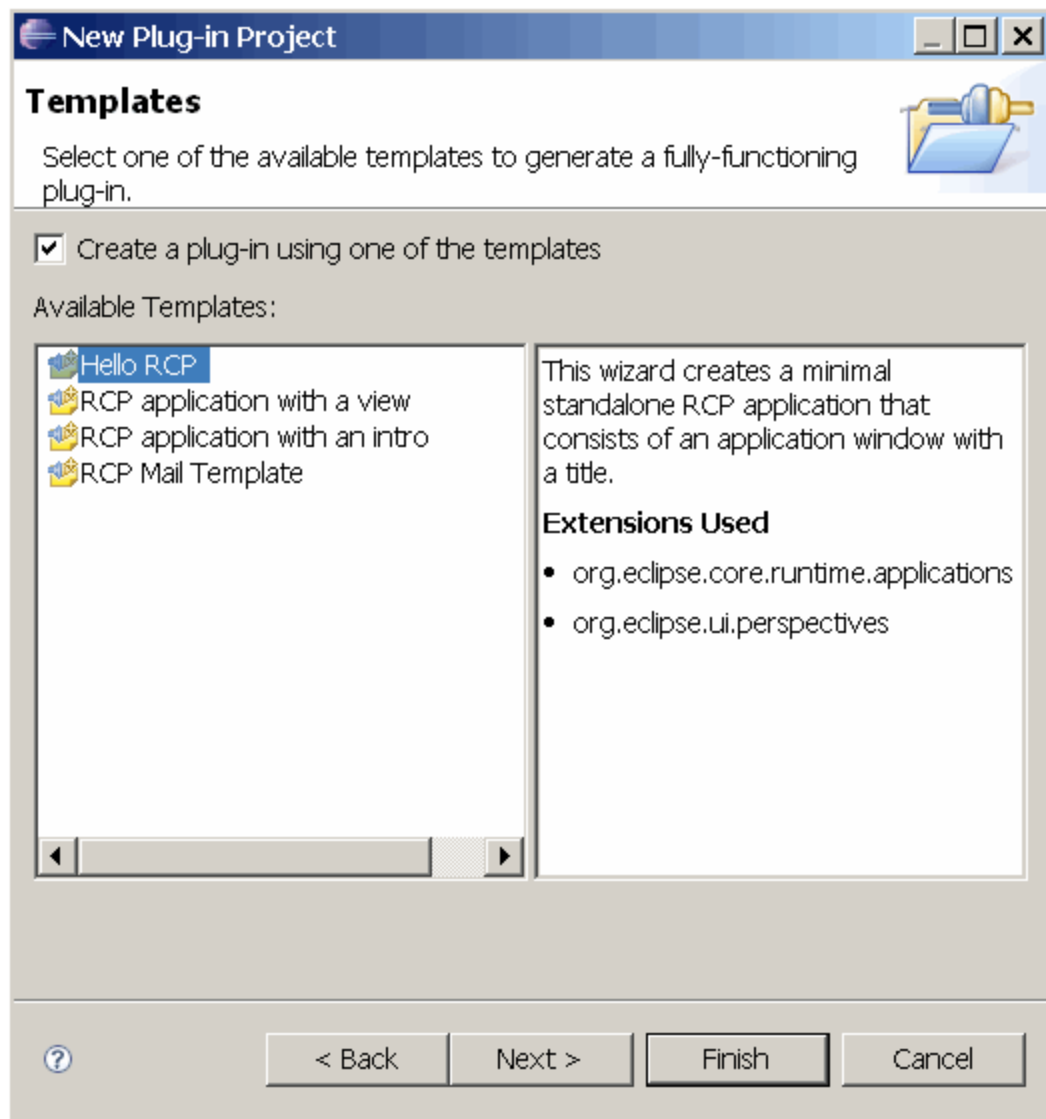 New Plug-in Project
Templates
Select one of the available templates to generate a fully-functioning
plug-in.
Create a plug-in using one of the templates
Available Templates:
Hello RCP
RCP application with a view
RCP application with an intro
RCP Mail Template
This wizard creates a minimal
standalone RCP application that
consists of an application window with
a title.
Extensions Used
• org.eclipse.core.runtime.applications
• org.eclipse.ui.perspectives
?
< Back
Next >
Finish
Cancel